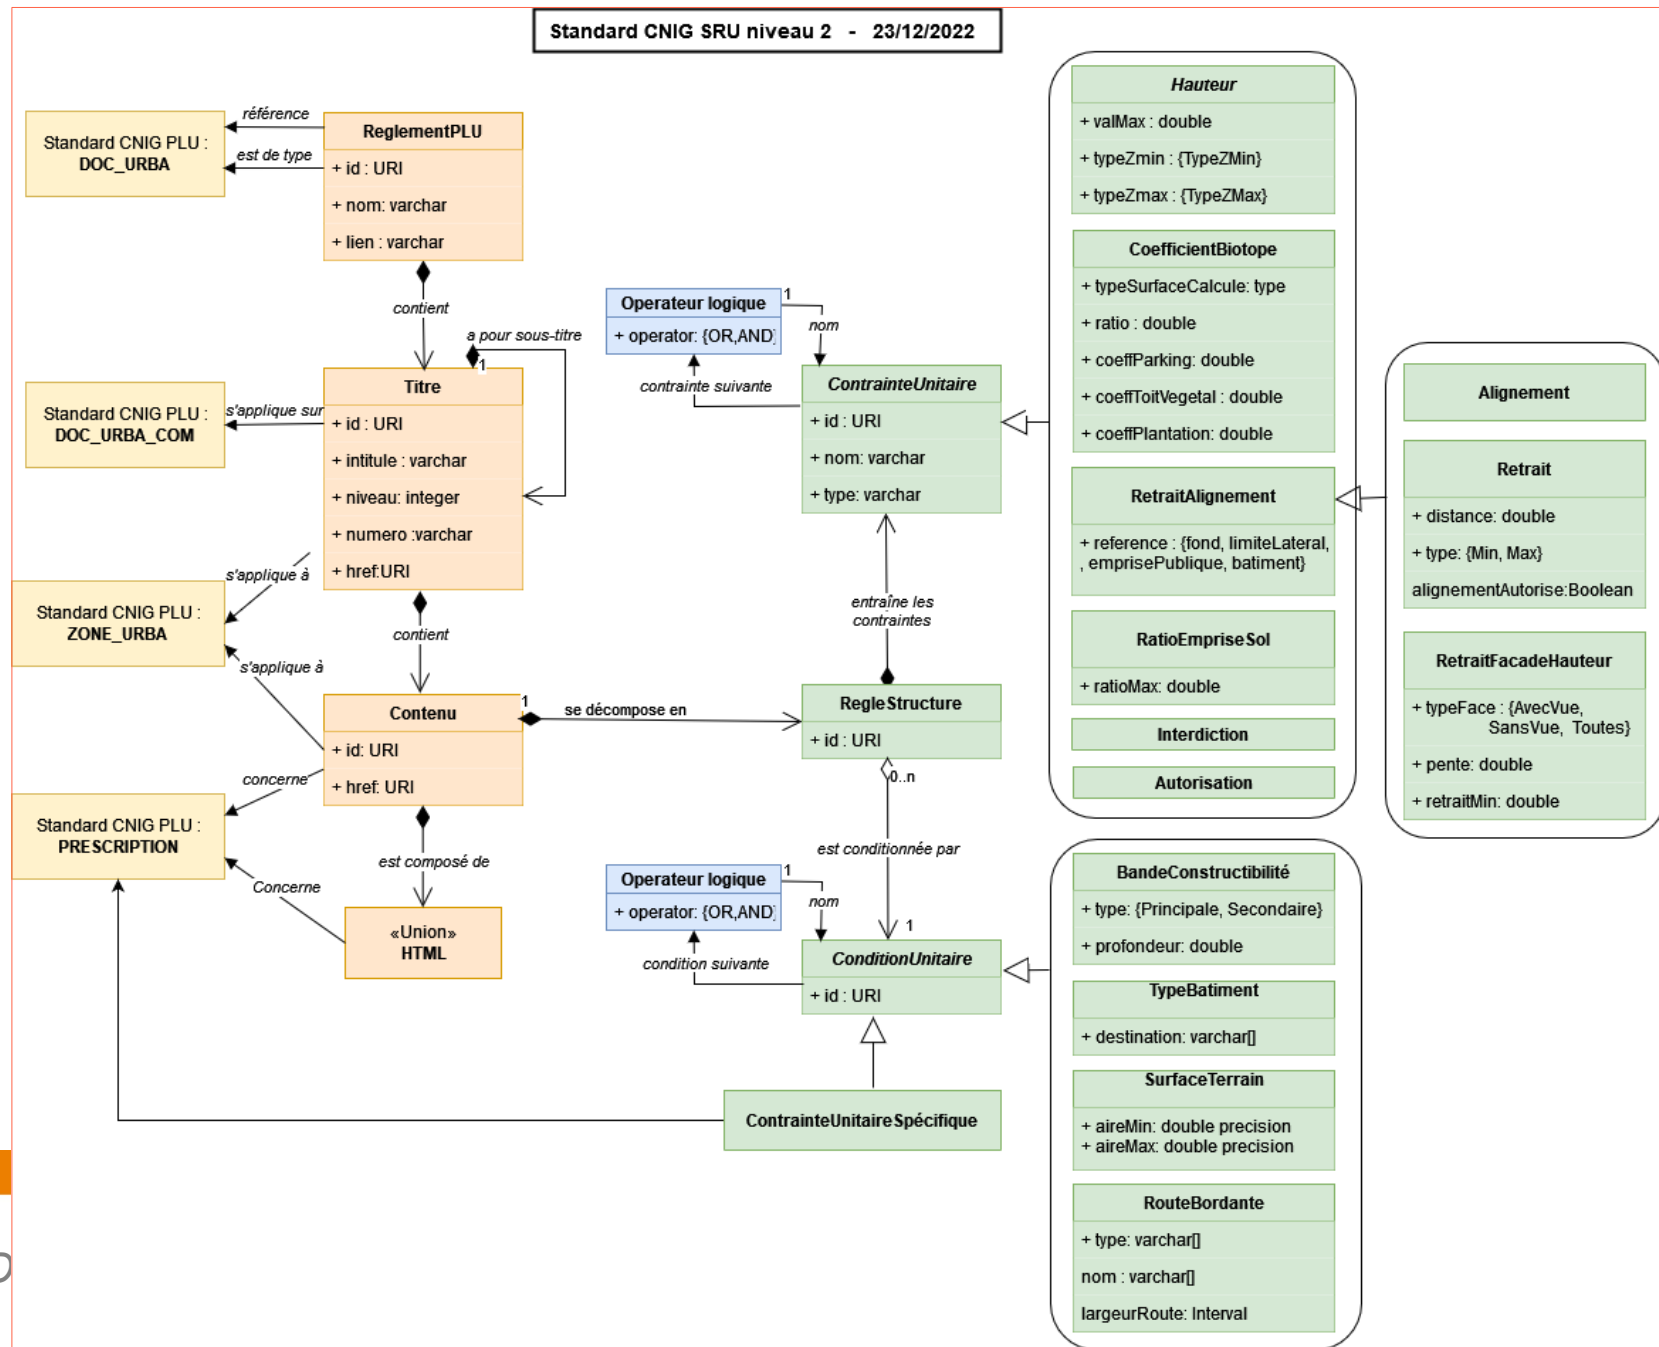 Standard CNIG SRU niveau 2 - 23/12/2022
Standard CNIG PLU :
DOC_URBA
référence
est de type
ReglementPLU
+ id : URI
+ nom: varchar
+ lien : varchar
contient
a pour sous-titre
1
Standard CNIG PLU :
DOC_URBA_COM
s'applique sur
Titre
+ id : URI
+ intitule : varchar
+ niveau: integer
+ numero :varchar
+ href:URI
s'applique à
Standard CNIG PLU :
ZONE_URBA
contient
s'applique à
Contenu
+ id: URI
+ href: URI
1
se décompose en
concerne
Standard CNIG PLU :
PRESCRIPTION
est composé de
Concerne
«Union»
HTML
Operateur logique
+ operator: {OR,AND}
1
nom
contrainte suivante
ContrainteUnitaire
+ id : URI
+ nom: varchar
+ type: varchar
entraîne les
contraintes
RegleStructure
+ id : URI
0..n
est conditionnée par
1
Operateur logique
+ operator: {OR,AND}
1
nom
condition suivante
ConditionUnitaire
+ id : URI
ContrainteUnitaireSpécifique
Hauteur
+ valMax : double
+ typeZmin : {TypeZMin}
+ typeZmax : {TypeZMax}
CoefficientBiotope
+ typeSurfaceCalcule: type
+ ratio : double
+ coeffParking: double
+ coeffToitVegetal : double
+ coeffPlantation: double
RetraitAlignement
+ reference : {fond, limiteLateral,
, emprisePublique, batiment}
RatioEmpriseSol
+ ratioMax: double
Interdiction
Autorisation
Alignement
Retrait
+ distance: double
+ type: {Min, Max}
alignementAutorise:Boolean
RetraitFacadeHauteur
+ typeFace : {AvecVue,
SansVue, Toutes}
+ pente: double
+ retraitMin: double
BandeConstructibilité
+ type: {Principale, Secondaire}
+ profondeur: double
TypeBatiment
+ destination: varchar[]
SurfaceTerrain
+ aireMin: double precision
+ aireMax: double precision
RouteBordante
+ type: varchar[]
nom : varchar[]
largeurRoute: Interval